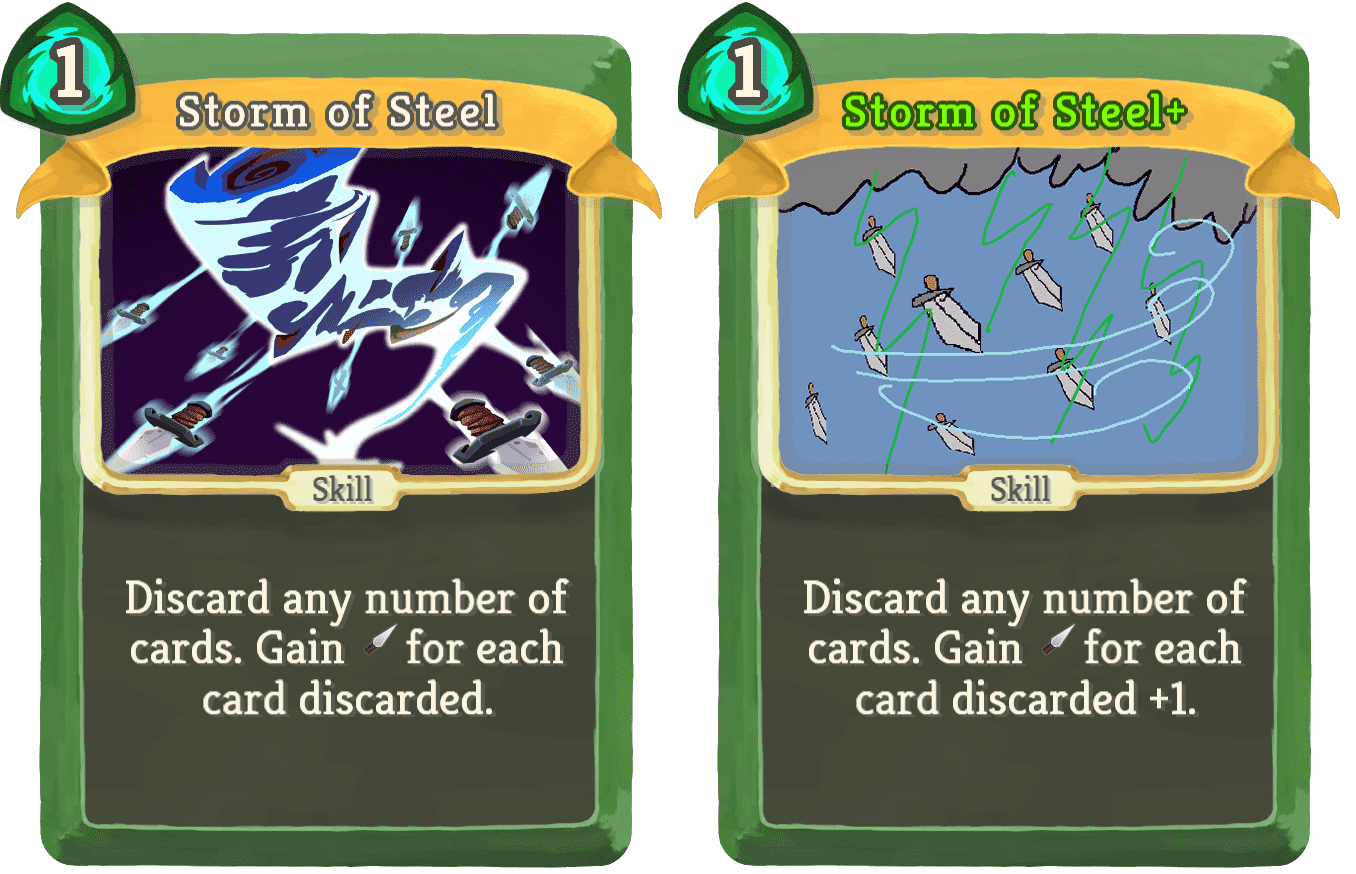 1
Storm of Steel
Skill
Discard any number of
cards. Gain for each
card discarded.
1
Storm of Steel+
Skill
Discard any number of
cards. Gain for each
card discarded +1.